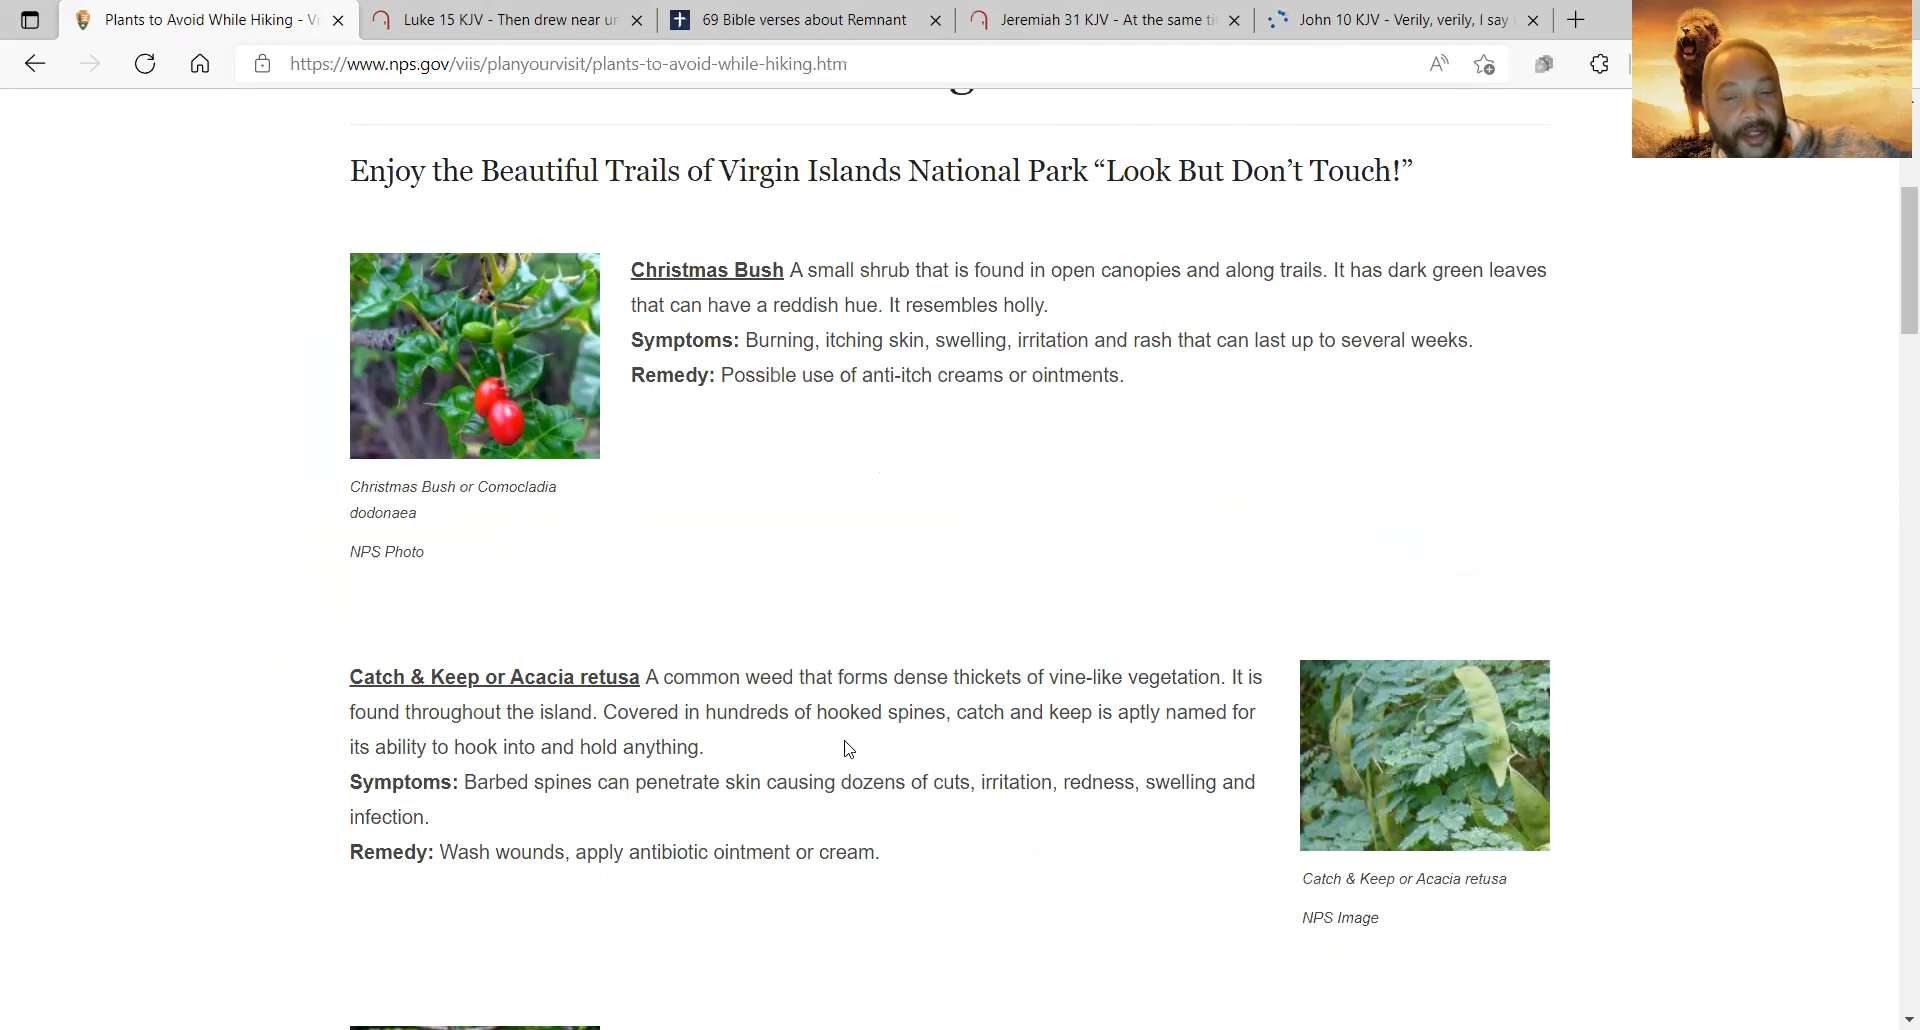 Plants to Avoid While Hiking - Vi
Luke 15 KJV - Then drew near un
69 Bible verses about Remnant
Jeremiah 31 KJV - At the same ti
John 10 KJV - Verily, verily, I say
https://www.nps.gov/viis/planyourvisit/plants-to-avoid-while-hiking.htm
Enjoy the Beautiful Trails of Virgin Islands National Park “Look But Don’t Touch!”
Christmas Bush A small shrub that is found in open canopies and along trails. It has dark green leaves
that can have a reddish hue. It resembles holly.
Symptoms: Burning, itching skin, swelling, irritation and rash that can last up to several weeks.
Remedy: Possible use of anti-itch creams or ointments.
Christmas Bush or Comocladia
dodonaea
NPS Photo
Catch & Keep or Acacia retusa A common weed that forms dense thickets of vine-like vegetation. It is
found throughout the island. Covered in hundreds of hooked spines, catch and keep is aptly named for
its ability to hook into and hold anything.
Symptoms: Barbed spines can penetrate skin causing dozens of cuts, irritation, redness, swelling and
infection.
Remedy: Wash wounds, apply antibiotic ointment or cream.
Catch & Keep or Acacia retusa
NPS Image